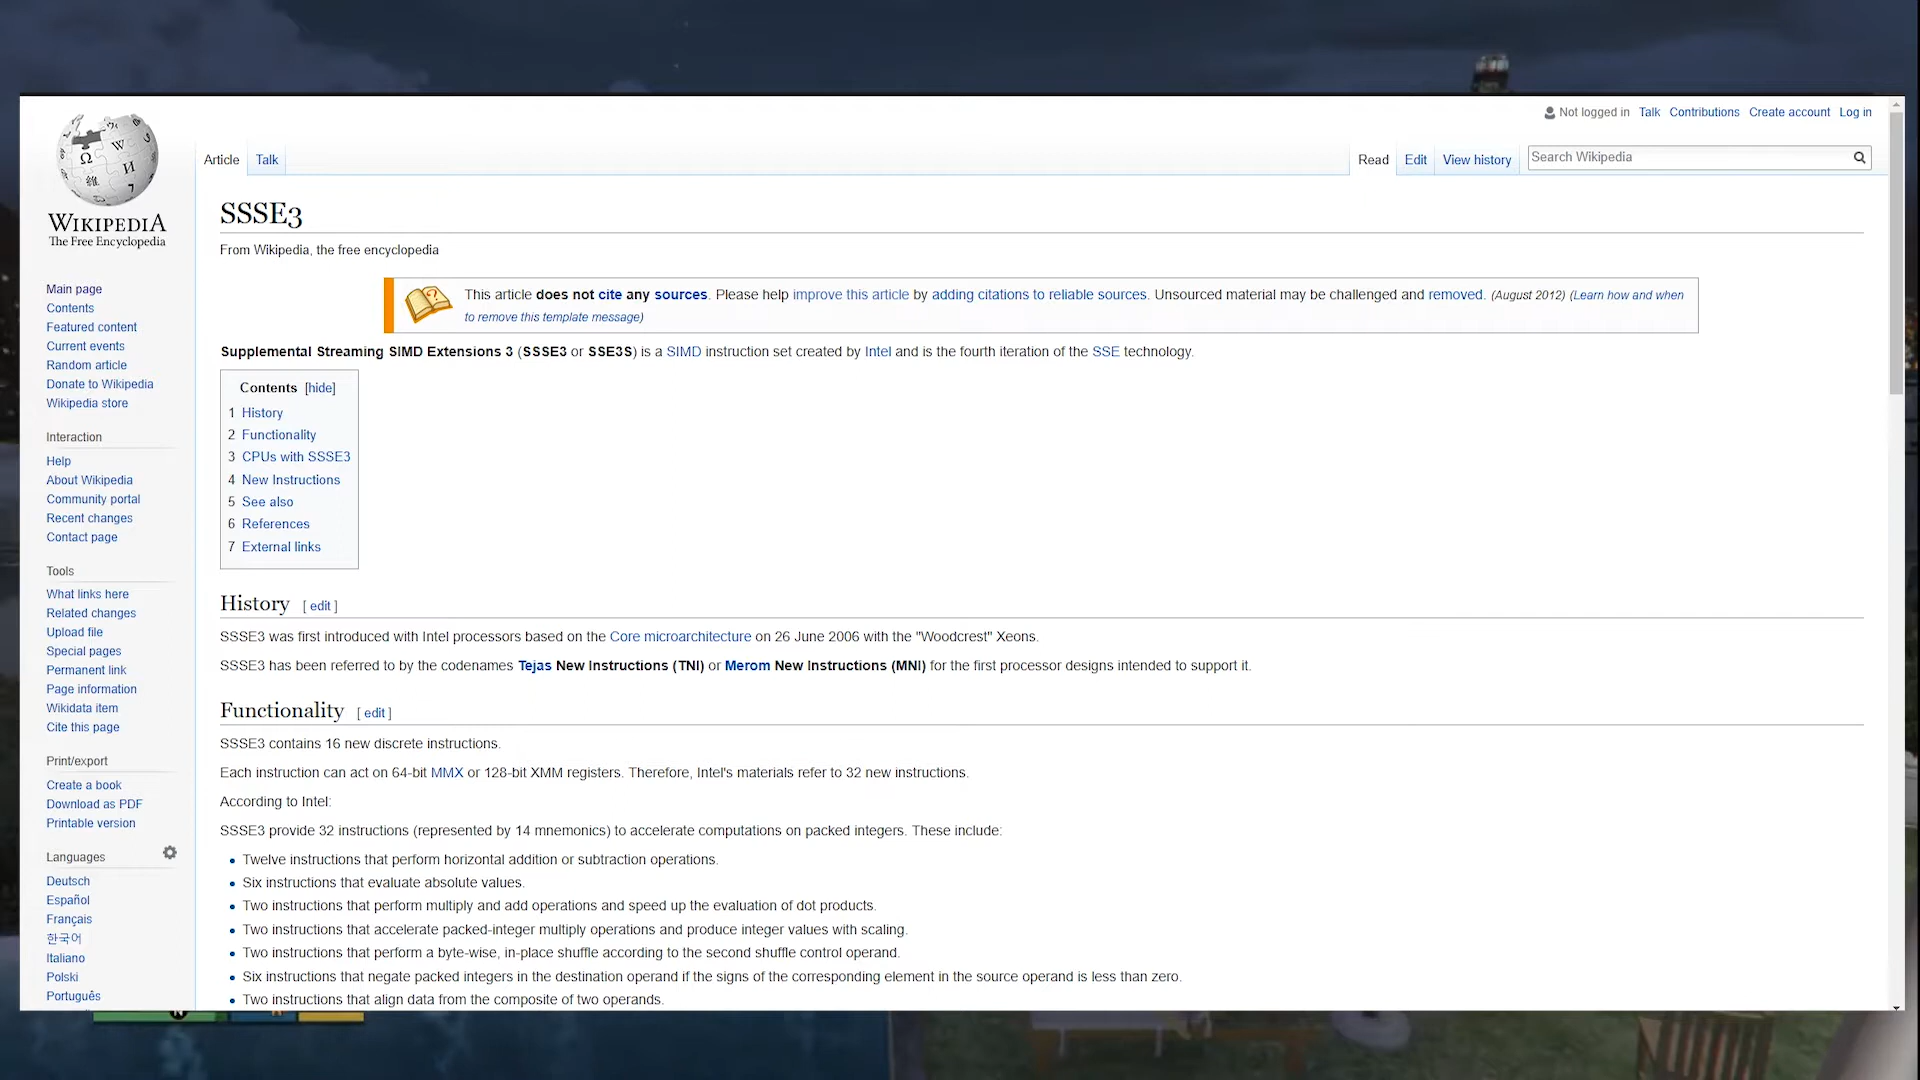 Not logged in Talk Contributions Create account Log in
Article Talk Read Edit View history Search Wikipedia
WIKIPEDIA
The Free Encyclopedia
Main page
Contents
Featured content
Current events
Random article
Donate to Wikipedia
Wikipedia store
Interaction
Help
About Wikipedia
Community portal
Recent changes
Contact page
Tools
What links here
Related changes
Upload file
Special pages
Permanent link
Page information
Wikidata item
Cite this page
Print/export
Create a book
Download as PDF
Printable version
Languages
Deutsch
Español
Français
한국어
Italiano
Polski
Português
SSSE3
From Wikipedia, the free encyclopedia
This article does not cite any sources. Please help improve this article by adding citations to reliable sources. Unsourced material may be challenged and removed. (August 2012) (Learn how and when
to remove this template message)
Supplemental Streaming SIMD Extensions 3 (SSSE3 or SSE3S) is a SIMD instruction set created by Intel and is the fourth iteration of the SSE technology.
Contents [hide]
1 History
2 Functionality
3 CPUs with SSSE3
4 New Instructions
5 See also
6 References
7 External links
History [ edit ]
SSSE3 was first introduced with Intel processors based on the Core microarchitecture on 26 June 2006 with the "Woodcrest" Xeons.
SSSE3 has been referred to by the codenames Tejas New Instructions (TNI) or Merom New Instructions (MNI) for the first processor designs intended to support it.
Functionality [ edit ]
SSSE3 contains 16 new discrete instructions.
Each instruction can act on 64-bit MMX or 128-bit XMM registers. Therefore, Intel's materials refer to 32 new instructions.
According to Intel:
SSSE3 provide 32 instructions (represented by 14 mnemonics) to accelerate computations on packed integers. These include:
• Twelve instructions that perform horizontal addition or subtraction operations.
• Six instructions that evaluate absolute values.
• Two instructions that perform multiply and add operations and speed up the evaluation of dot products.
• Two instructions that accelerate packed-integer multiply operations and produce integer values with scaling.
• Two instructions that perform a byte-wise, in-place shuffle according to the second shuffle control operand.
• Six instructions that negate packed integers in the destination operand if the signs of the corresponding element in the source operand is less than zero.
• Two instructions that align data from the composite of two operands.